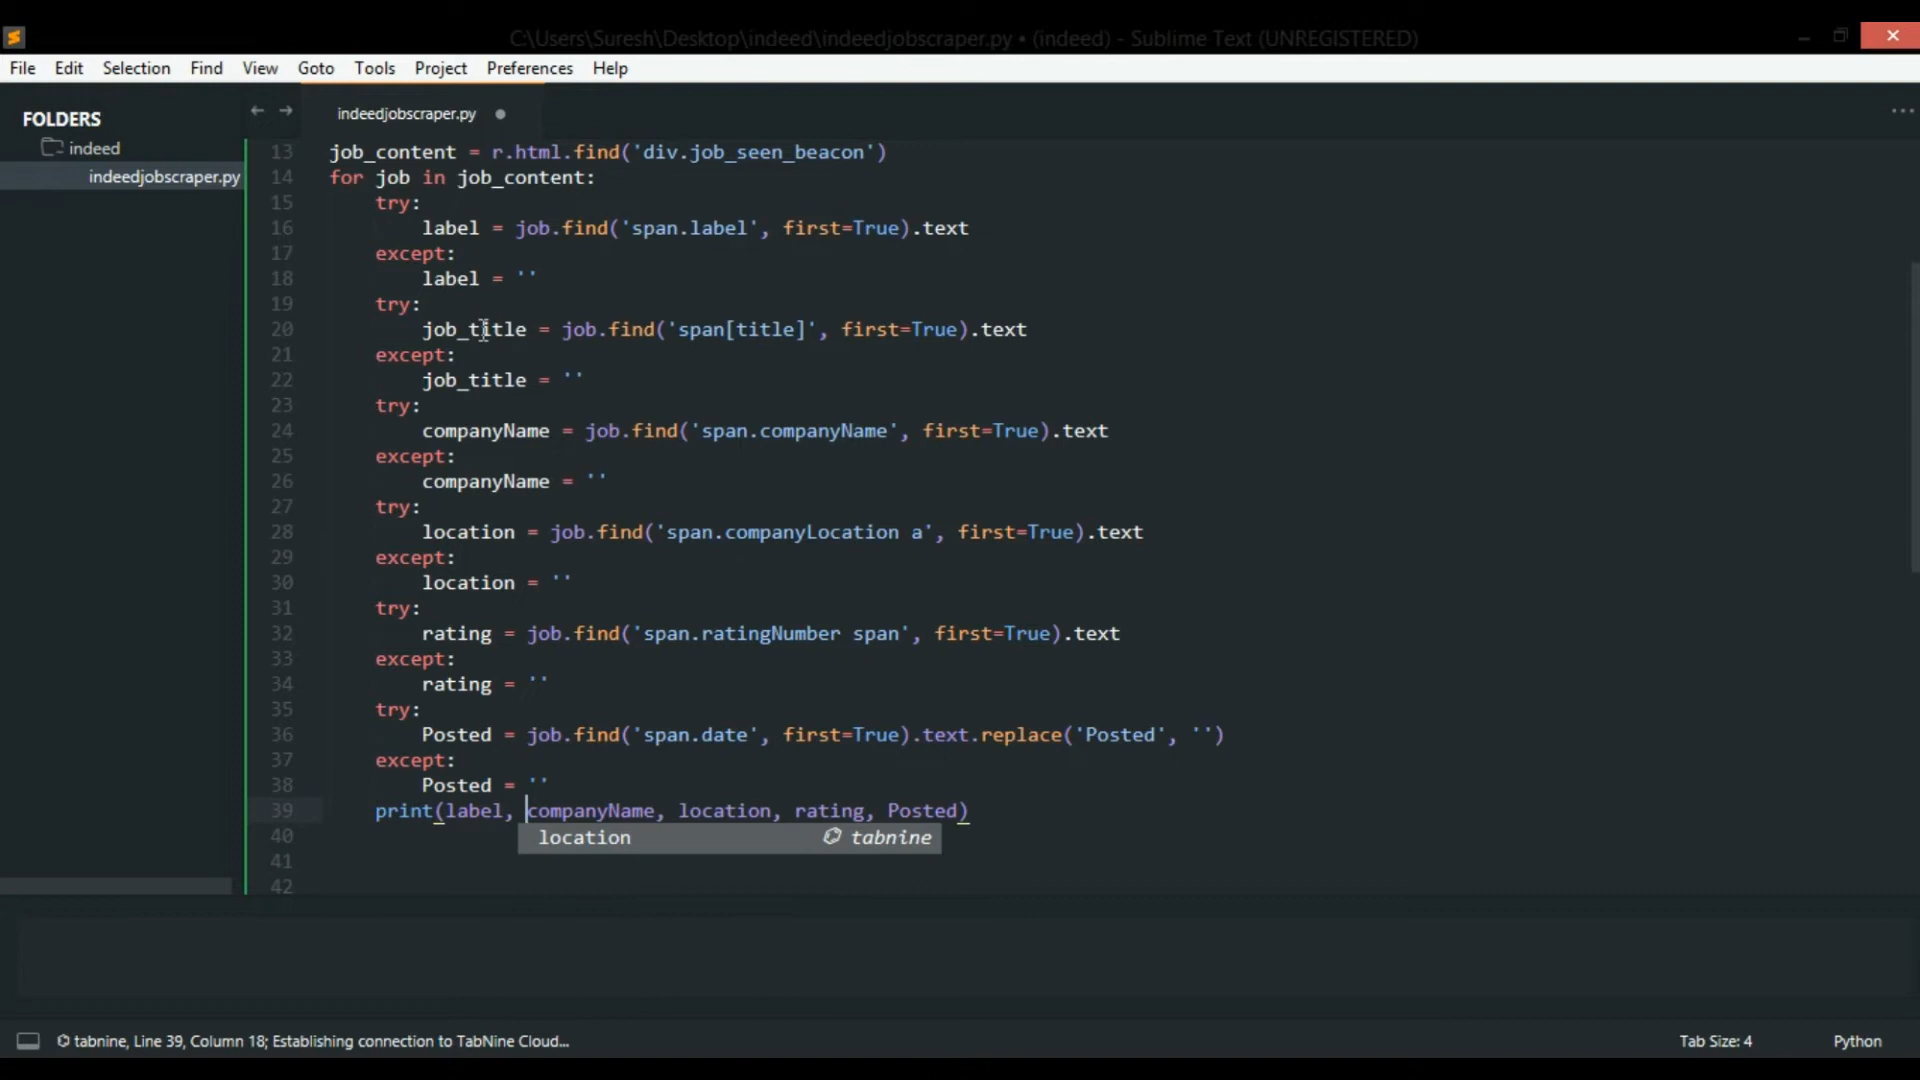 C:\Users\Suresh\Desktop\indeed\indeedjobscraper.py • (indeed) - Sublime Text (UNREGISTERED)
File Edit Selection Find View Goto Tools Project Preferences Help
FOLDERS
indeed
indeedjobscraper.py
indeedjobscraper.py
13 job_content = r.html.find('div.job_seen_beacon')
14 for job in job_content:
15     try:
16         label = job.find('span.label', first=True).text
17     except:
18         label = ''
19     try:
20         job_title = job.find('span[title]', first=True).text
21     except:
22         job_title = ''
23     try:
24         companyName = job.find('span.companyName', first=True).text
25     except:
26         companyName = ''
27     try:
28         location = job.find('span.companyLocation a', first=True).text
29     except:
30         location = ''
31     try:
32         rating = job.find('span.ratingNumber span', first=True).text
33     except:
34         rating = ''
35     try:
36         Posted = job.find('span.date', first=True).text.replace('Posted', '')
37     except:
38         Posted = ''
39     print(label, companyName, location, rating, Posted)
location tabnine
40
41
42
tabnine, Line 39, Column 18; Establishing connection to TabNine Cloud...
Tab Size: 4
Python